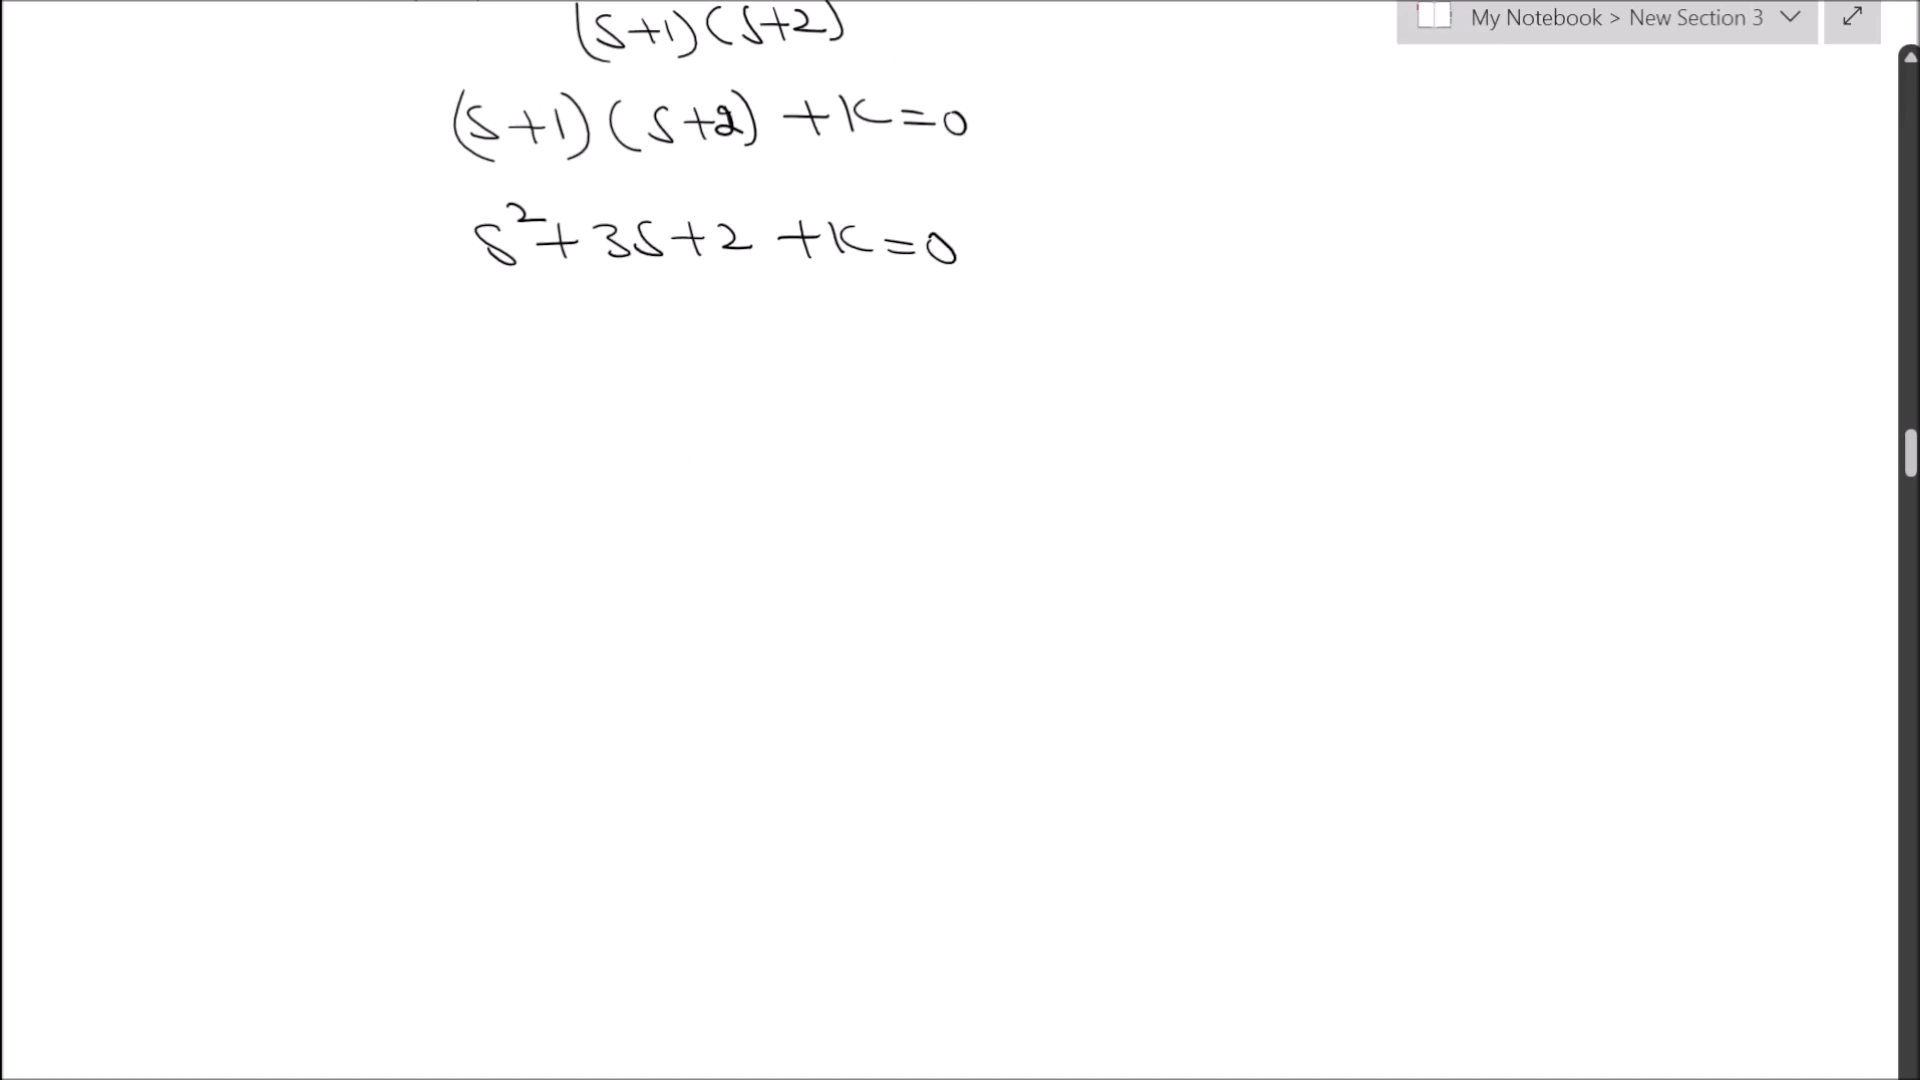 (s+1)(s+2)
My Notebook > New Section 3
(s+1)(s+2)+K=0
s²+3s+2+K=0